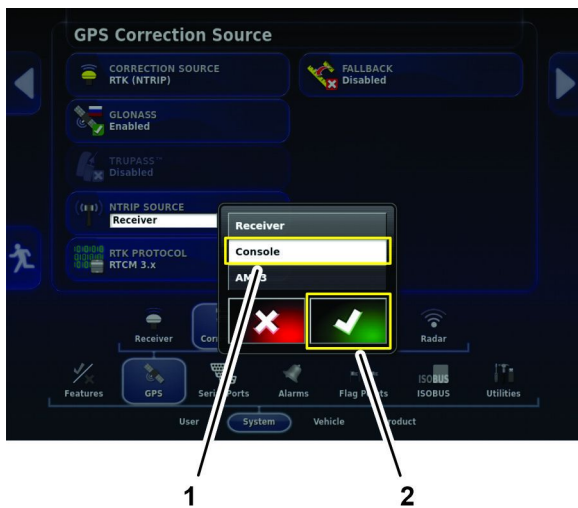 GPS Correction Source
CORRECTION SOURCE
RTK (NTRIP)
FALLBACK
Disabled
GLONASS
Enabled
TRUPASS™
Disabled
NTRIP SOURCE
Receiver
RTK PROTOCOL
RTCM 3.x
Receiver
Console
Receiver
Radar
Features
GPS
Alarms
ISOBUS
ISOBUS
Utilities
User
System
Vehicle
1
2